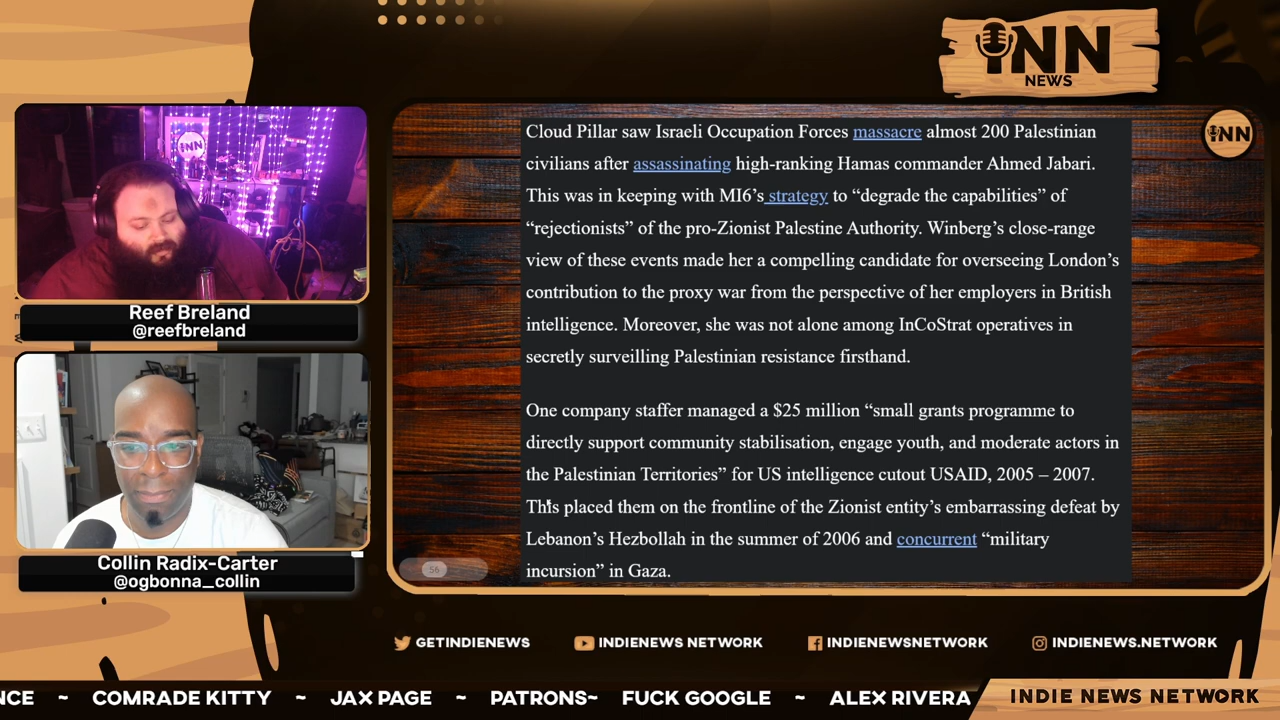 iNN
NEWS
iNN
iNN
Cloud Pillar saw Israeli Occupation Forces massacre almost 200 Palestinian
civilians after assassinating high-ranking Hamas commander Ahmed Jabari.
This was in keeping with MI6’s strategy to “degrade the capabilities” of
“rejectionists” of the pro-Zionist Palestine Authority. Winberg’s close-range
view of these events made her a compelling candidate for overseeing London’s
contribution to the proxy war from the perspective of her employers in British
intelligence. Moreover, she was not alone among InCoStrat operatives in
secretly surveilling Palestinian resistance firsthand.
One company staffer managed a $25 million “small grants programme to
directly support community stabilisation, engage youth, and moderate actors in
the Palestinian Territories” for US intelligence cutout USAID, 2005 – 2007.
This placed them on the frontline of the Zionist entity’s embarrassing defeat by
Lebanon’s Hezbollah in the summer of 2006 and concurrent “military
incursion” in Gaza.
56
Reef Breland
@reefbreland
Collin Radix-Carter
@ogbonna_collin
GETINDIENEWS
INDIENEWS NETWORK
INDIENEWSNETWORK
INDIENEWS.NETWORK
NCE ~ COMRADE KITTY ~ JAX PAGE ~ PATRONS~ FUCK GOOGLE ~ ALEX RIVERA
INDIE NEWS NETWORK